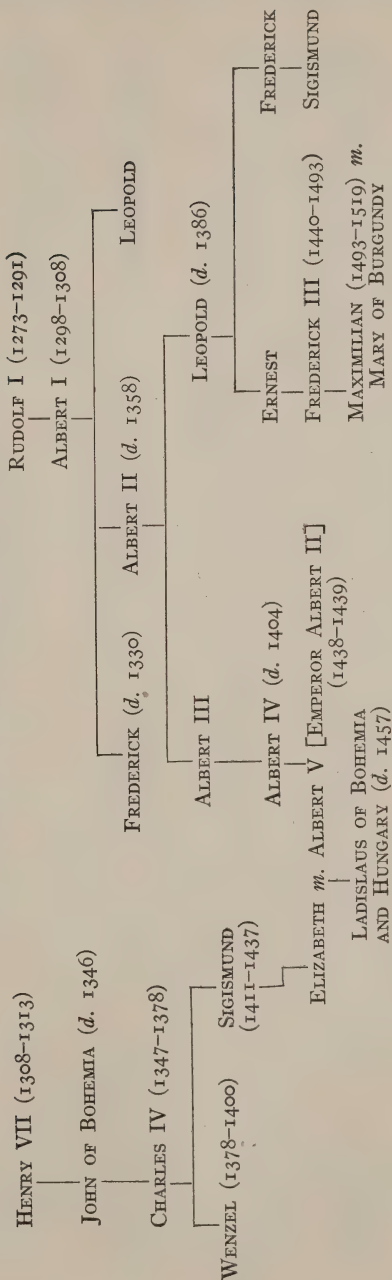 HENRY VII (1308–1313)
JOHN OF BOHEMIA (d. 1346)
CHARLES IV (1347–1378)
WENZEL (1378–1400)
SIGISMUND
(1411–1437)
RUDOLF I (1273–1291)
ALBERT I (1298–1308)
FREDERICK (d. 1330)
ALBERT II (d. 1358)
LEOPOLD
ALBERT III
LEOPOLD (d. 1386)
ALBERT IV (d. 1404)
ERNEST
FREDERICK
ELIZABETH m. ALBERT V [EMPEROR ALBERT II]
(1438–1439)
FREDERICK III (1440–1493)
SIGISMUND
LADISLAUS OF BOHEMIA
AND HUNGARY (d. 1457)
MAXIMILIAN (1493–1519) m.
MARY OF BURGUNDY